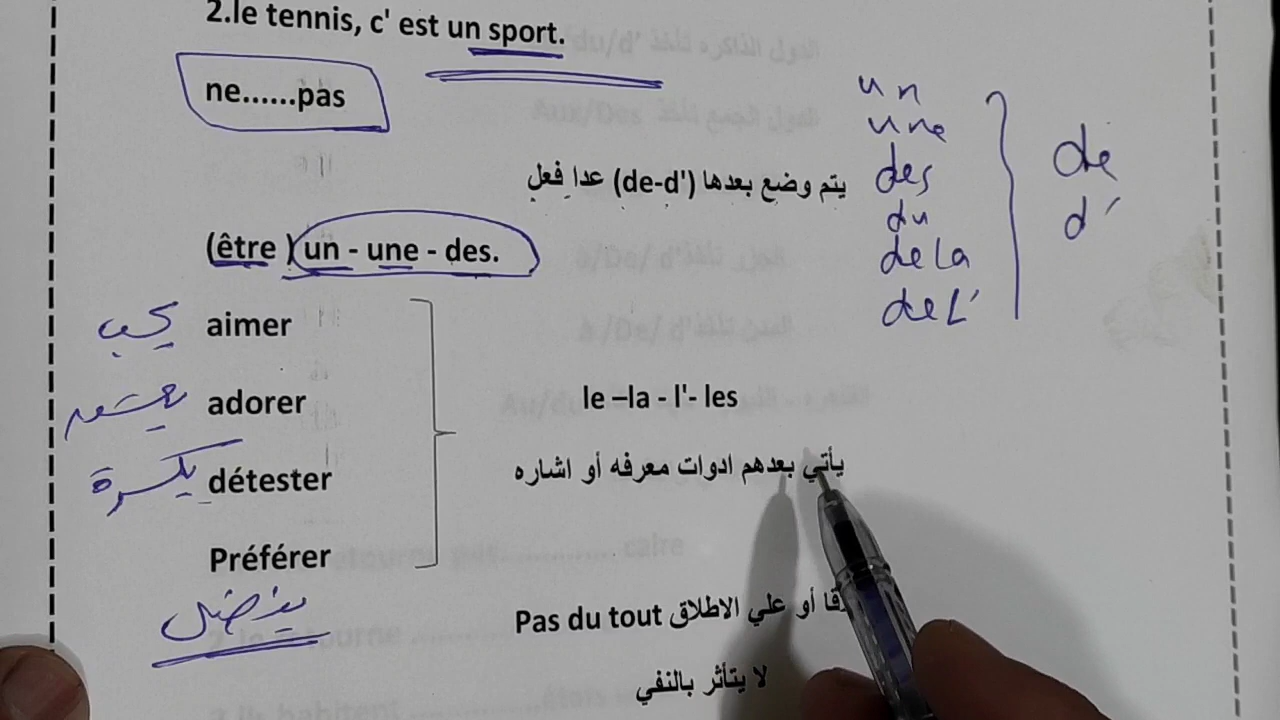 2.le tennis, c' est un sport.
ne......pas
un
une
des
du
de la
de L'
de
d'
يتم وضع بعدها (de-d') عدا فعل
(être ) un - une - des.
يحب aimer
adorer
le –la - l'- les
يكرة détester
يأتي بعدهم ادوات معرفه أو اشاره
Préférer
يفضل
أو علي الاطلاق Pas du tout
لا يتأثر بالنفي